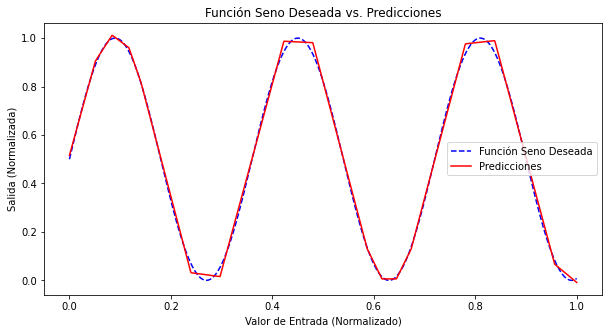 Función Seno Deseada vs. Predicciones
Salida (Normalizada)
1.0
0.8
0.6
0.4
0.2
0.0
Función Seno Deseada
Predicciones
0.0 0.2 0.4 0.6 0.8 1.0
Valor de Entrada (Normalizado)